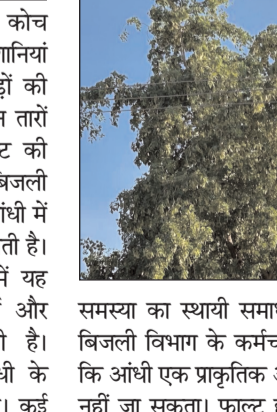 कोच
गानियां
ड़ों की
तारों
ट की
बेजली
आंधी में
ती है।
में यह
और
है।
धी के
कई
समस्या का स्थायी समाध
बिजली विभाग के कर्मच
कि आंधी एक प्राकृतिक अ
नहीं जा सकता। फाल्ट ह